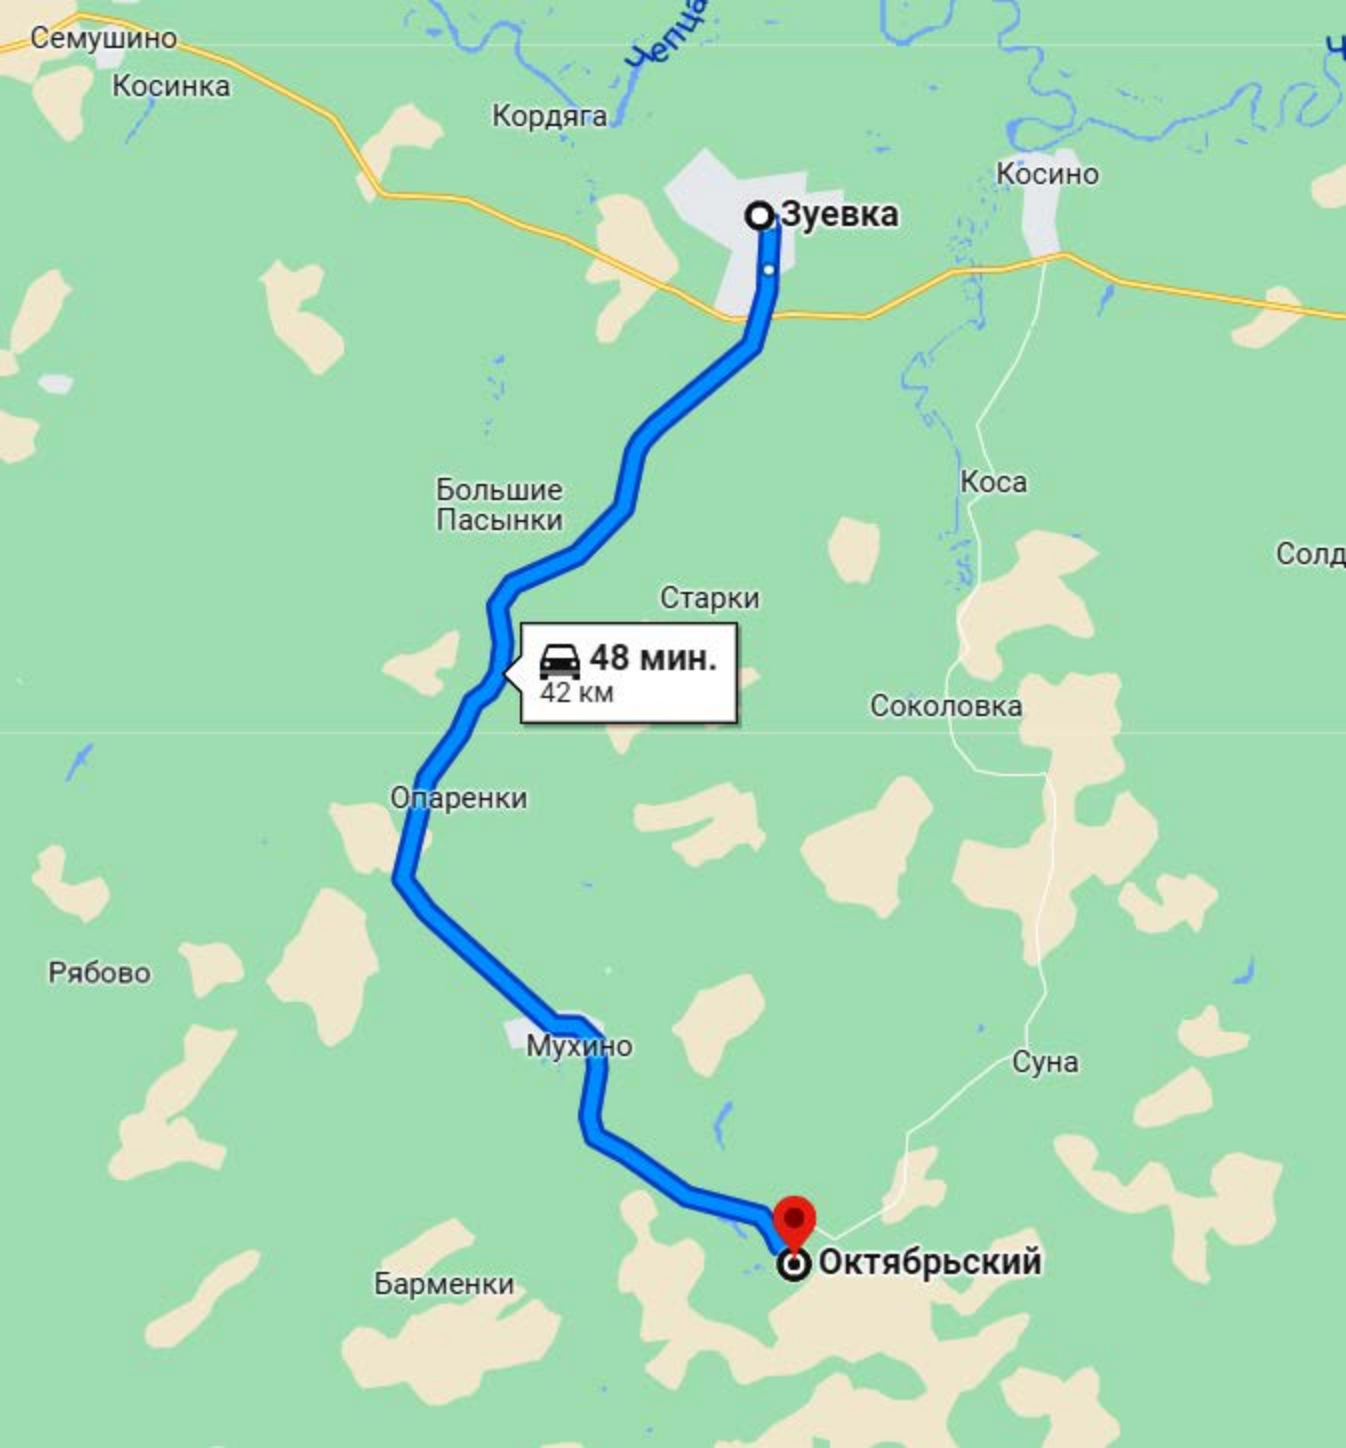 Семушино
Косинка
Чепца
Ч
Кордяга
Косино
Зуевка
Большие
Пасынки
Коса
Солд
Старки
48 мин.
42 км
Соколовка
Опаренки
Рябово
Мухино
Суна
Октябрьский
Барменки